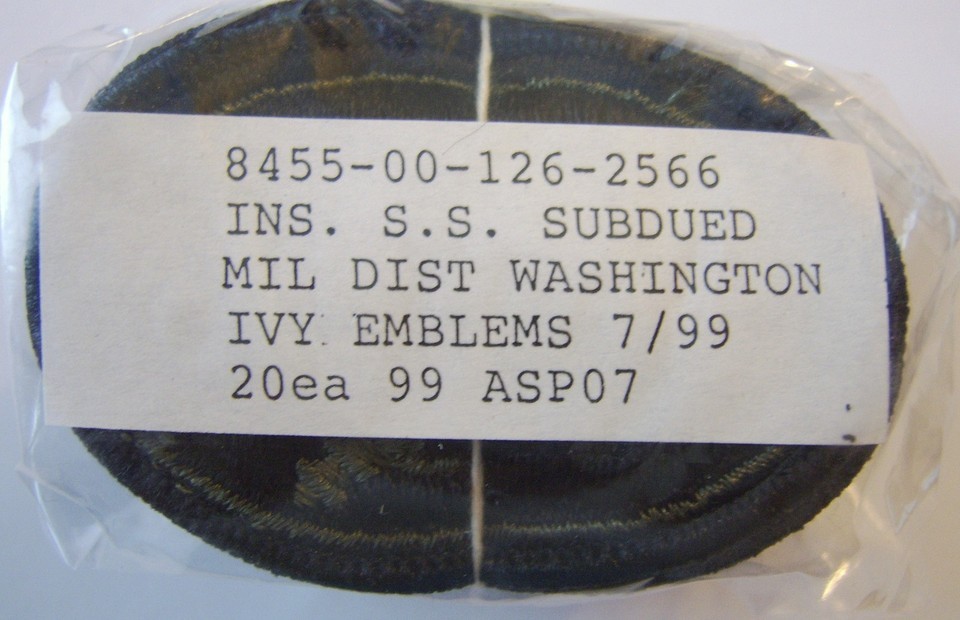 8455-00-126-2566
INS. S.S. SUBDUED
MIL DIST WASHINGTON
IVY EMBLEMS 7/99
20ea 99 ASP07